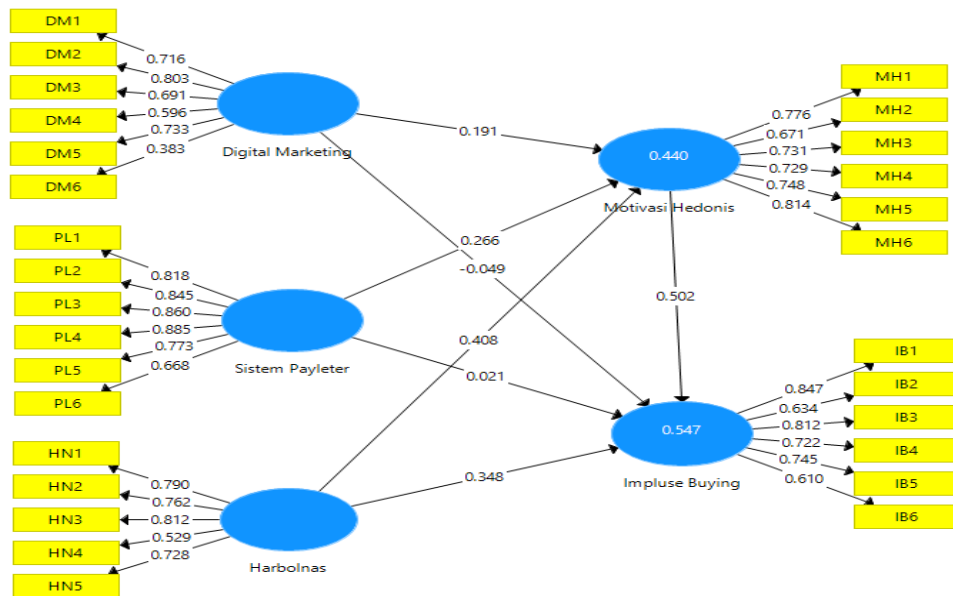 DM1
DM2
DM3
DM4
DM5
DM6
0.716
0.803
0.691
0.596
0.733
0.383
Digital Marketing
PL1
PL2
PL3
PL4
PL5
PL6
0.818
0.845
0.860
0.885
0.773
0.668
Sistem Payleter
HN1
HN2
HN3
HN4
HN5
0.790
0.762
0.812
0.529
0.728
Harbolnas
0.191
0.266
-0.049
0.408
0.021
0.348
0.502
0.440
Motivasi Hedonis
0.776
0.671
0.731
0.729
0.748
0.814
MH1
MH2
MH3
MH4
MH5
MH6
0.547
Impluse Buying
0.847
0.634
0.812
0.722
0.745
0.610
IB1
IB2
IB3
IB4
IB5
IB6